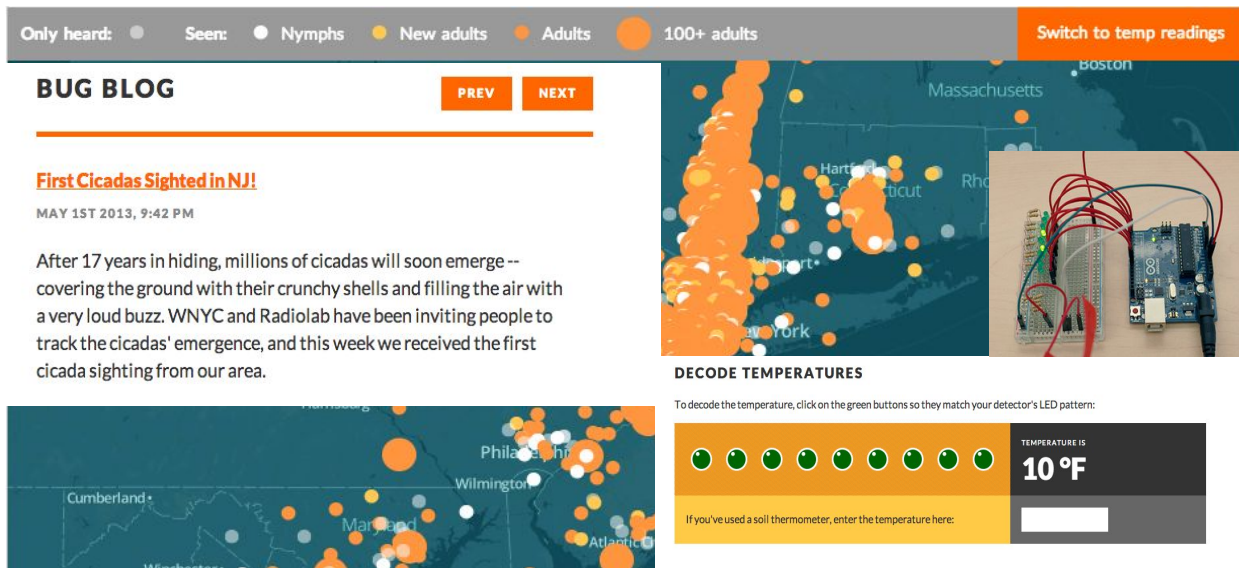 Only heard: Seen: Nymphs New adults Adults 100+ adults Switch to temp readings
BUG BLOG
PREV NEXT
First Cicadas Sighted in NJ!
MAY 1ST 2013, 9:42 PM
After 17 years in hiding, millions of cicadas will soon emerge --
covering the ground with their crunchy shells and filling the air with
a very loud buzz. WNYC and Radiolab have been inviting people to
track the cicadas' emergence, and this week we received the first
cicada sighting from our area.
Boston
Massachusetts
DECODE TEMPERATURES
To decode the temperature, click on the green buttons so they match your detector's LED pattern:
TEMPERATURE IS
10 °F
If you've used a soil thermometer, enter the temperature here:
Wilmington
Cumberland
Maryland